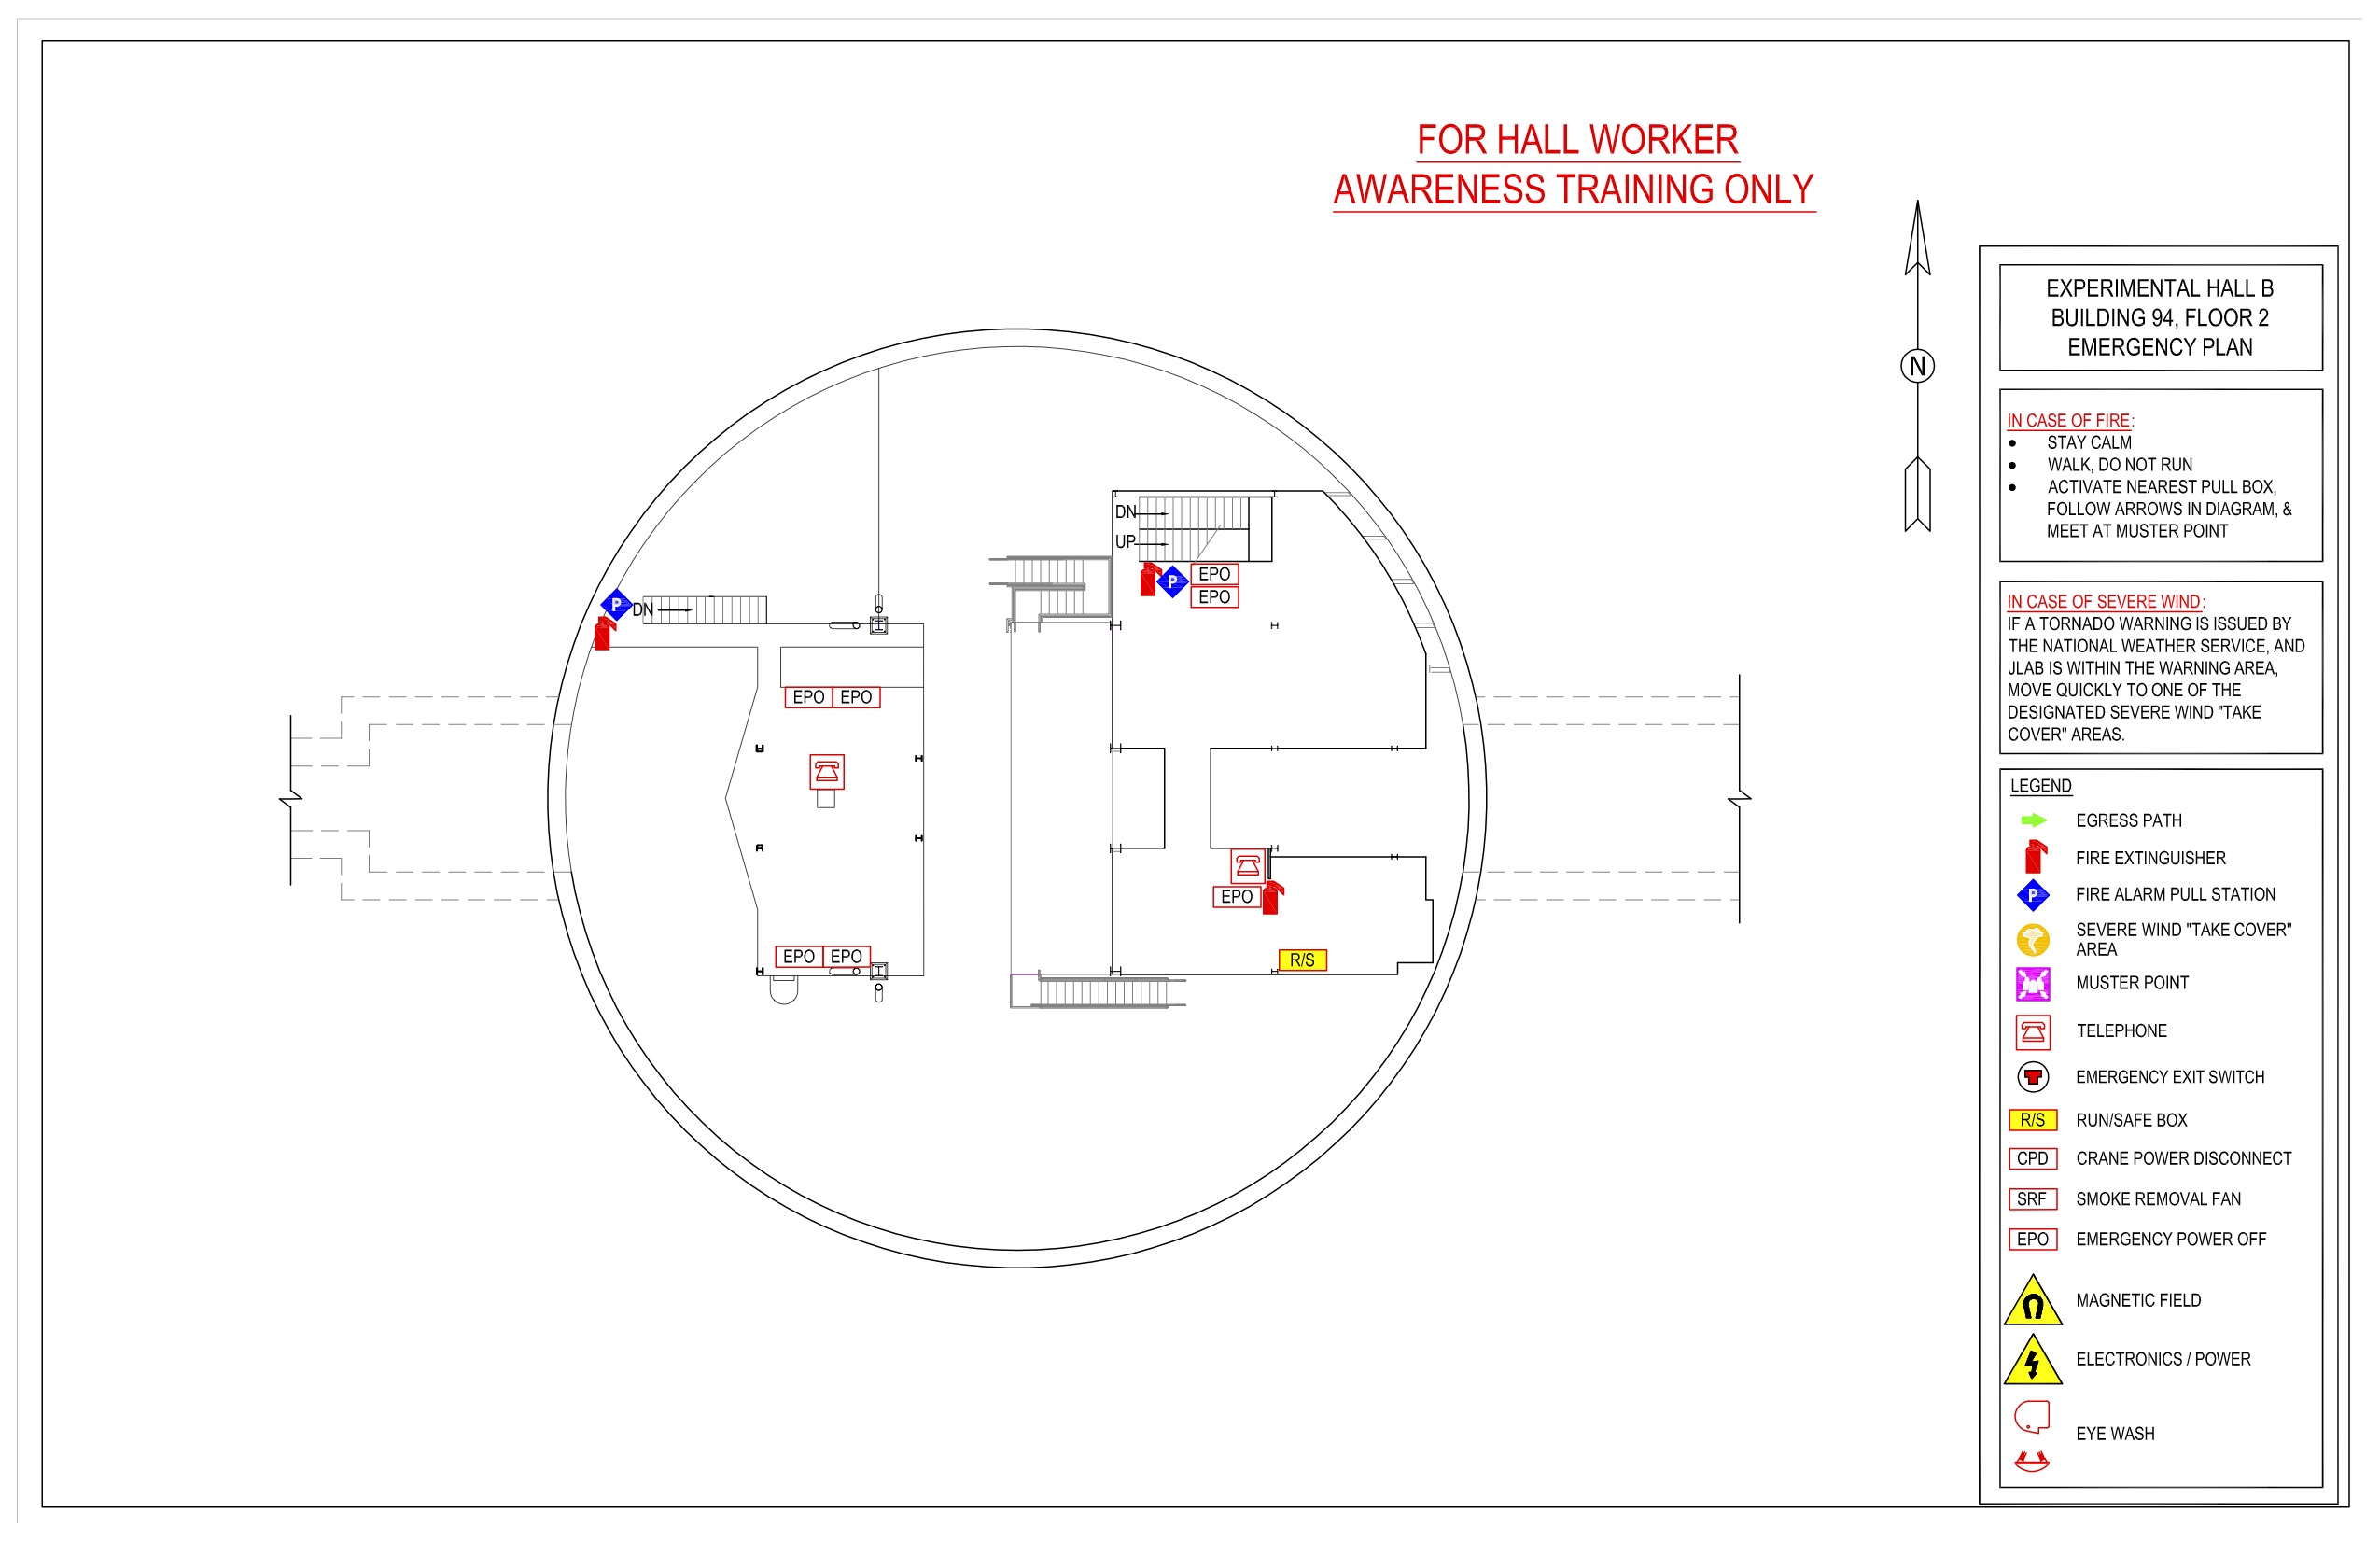 FOR HALL WORKER
AWARENESS TRAINING ONLY
N
EXPERIMENTAL HALL B
BUILDING 94, FLOOR 2
EMERGENCY PLAN
IN CASE OF FIRE:
• STAY CALM
• WALK, DO NOT RUN
• ACTIVATE NEAREST PULL BOX,
FOLLOW ARROWS IN DIAGRAM, &
MEET AT MUSTER POINT
IN CASE OF SEVERE WIND:
IF A TORNADO WARNING IS ISSUED BY
THE NATIONAL WEATHER SERVICE, AND
JLAB IS WITHIN THE WARNING AREA,
MOVE QUICKLY TO ONE OF THE
DESIGNATED SEVERE WIND "TAKE
COVER" AREAS.
DN
UP
P
EPO
EPO
P
DN
EPO EPO
EPO
EPO EPO
R/S
LEGEND
EGRESS PATH
FIRE EXTINGUISHER
P FIRE ALARM PULL STATION
SEVERE WIND "TAKE COVER"
AREA
MUSTER POINT
TELEPHONE
EMERGENCY EXIT SWITCH
R/S RUN/SAFE BOX
CPD CRANE POWER DISCONNECT
SRF SMOKE REMOVAL FAN
EPO EMERGENCY POWER OFF
MAGNETIC FIELD
ELECTRONICS / POWER
EYE WASH